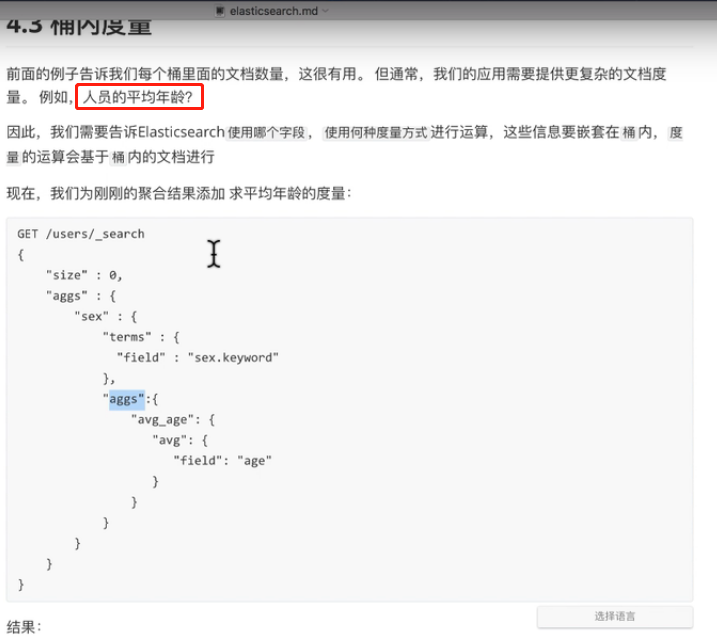 elasticsearch.md
4.3 桶内度量
前面的例子告诉我们每个桶里面的文档数量，这很有用。 但通常，我们的应用需要提供更复杂的文档度
量。 例如，人员的平均年龄？
因此，我们需要告诉Elasticsearch使用哪个字段， 使用何种度量方式进行运算，这些信息要嵌套在桶内，度
量的运算会基于桶内的文档进行
现在，我们为刚刚的聚合结果添加 求平均年龄的度量：
GET /users/_search
{
"size" : 0,
"aggs" : {
"sex" : {
"terms" : {
"field" : "sex.keyword"
},
"aggs":{
"avg_age": {
"avg": {
"field": "age"
}
}
}
}
}
}
选择语言
结果：